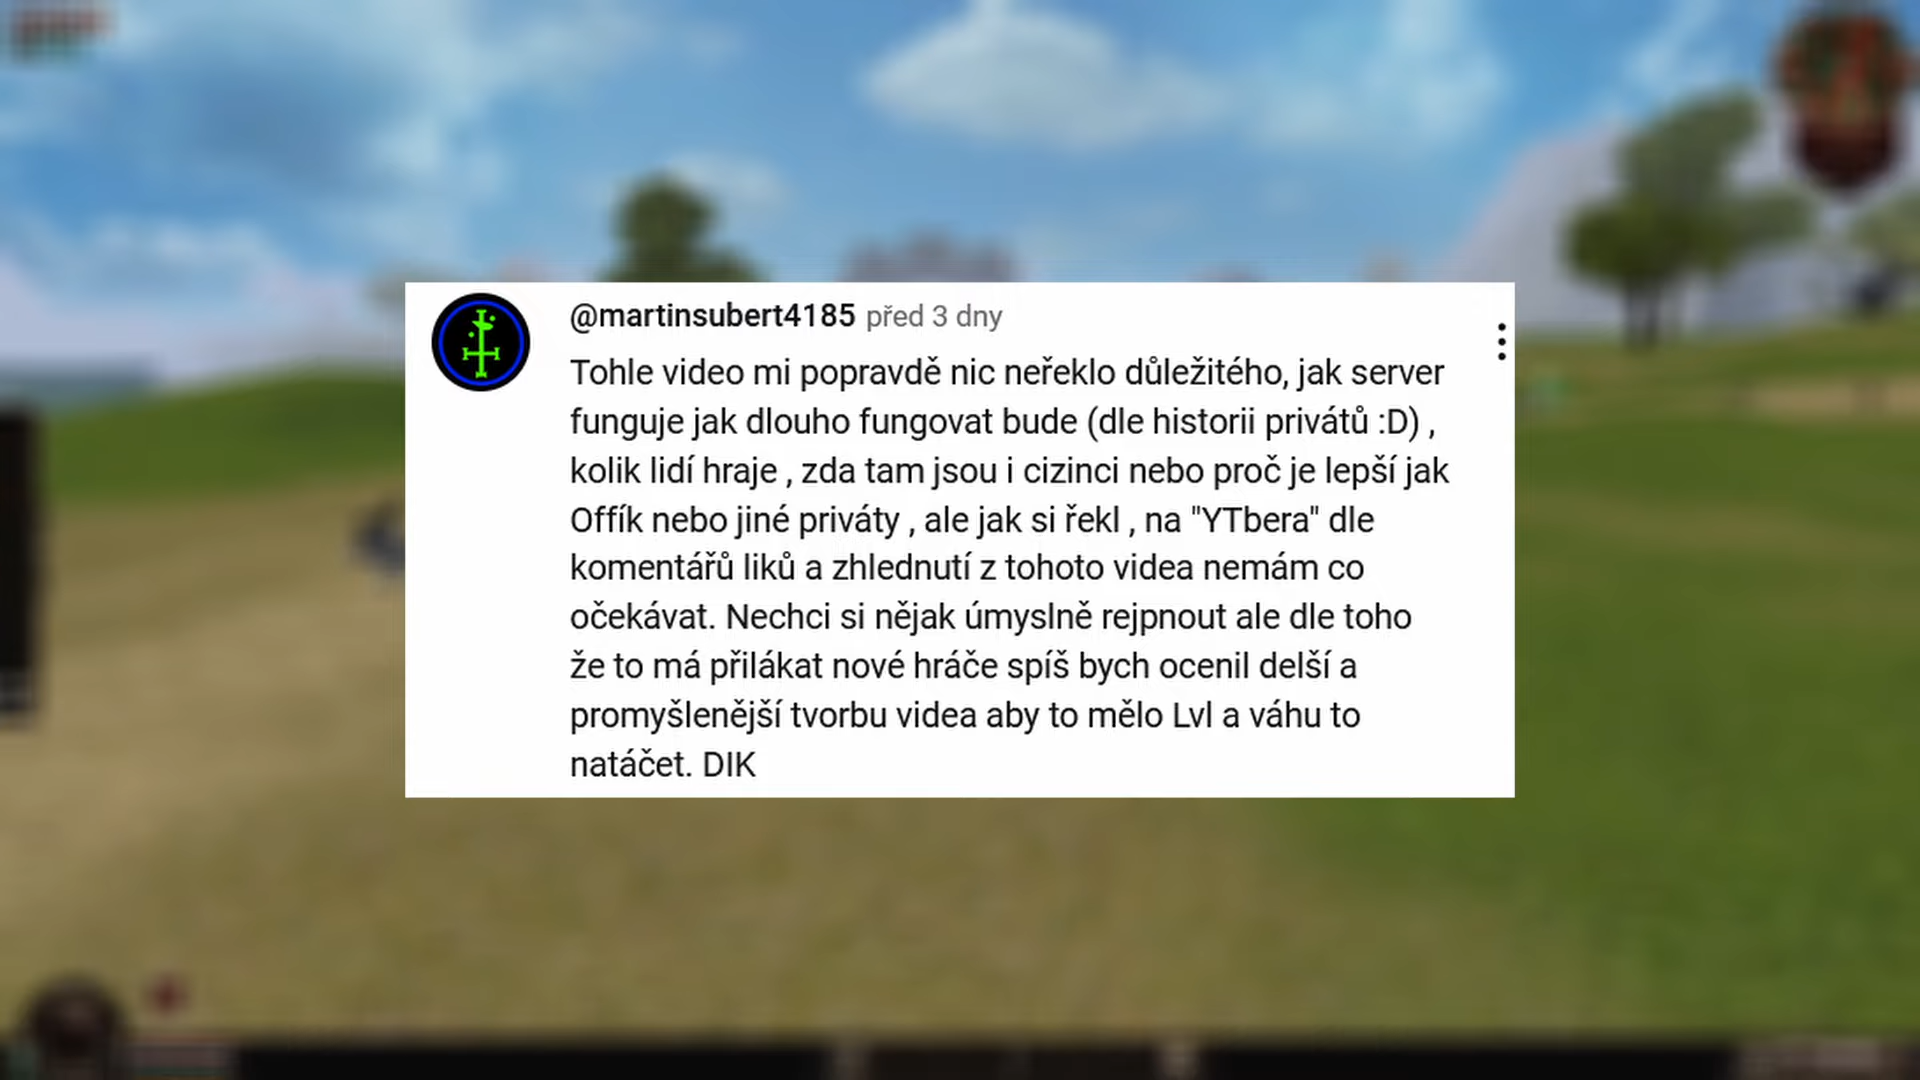 @martinsubert4185 před 3 dny
Tohle video mi popravdě nic neřeklo důležitého, jak server
funguje jak dlouho fungovat bude (dle historii privátů :D) ,
kolik lidí hraje , zda tam jsou i cizinci nebo proč je lepší jak
Offík nebo jiné priváty , ale jak si řekl , na "YTbera" dle
komentářů liků a zhlednutí z tohoto videa nemám co
očekávat. Nechci si nějak úmyslně rejpnout ale dle toho
že to má přilákat nové hráče spíš bych ocenil delší a
promyšlenější tvorbu videa aby to mělo Lvl a váhu to
natáčet. DIK